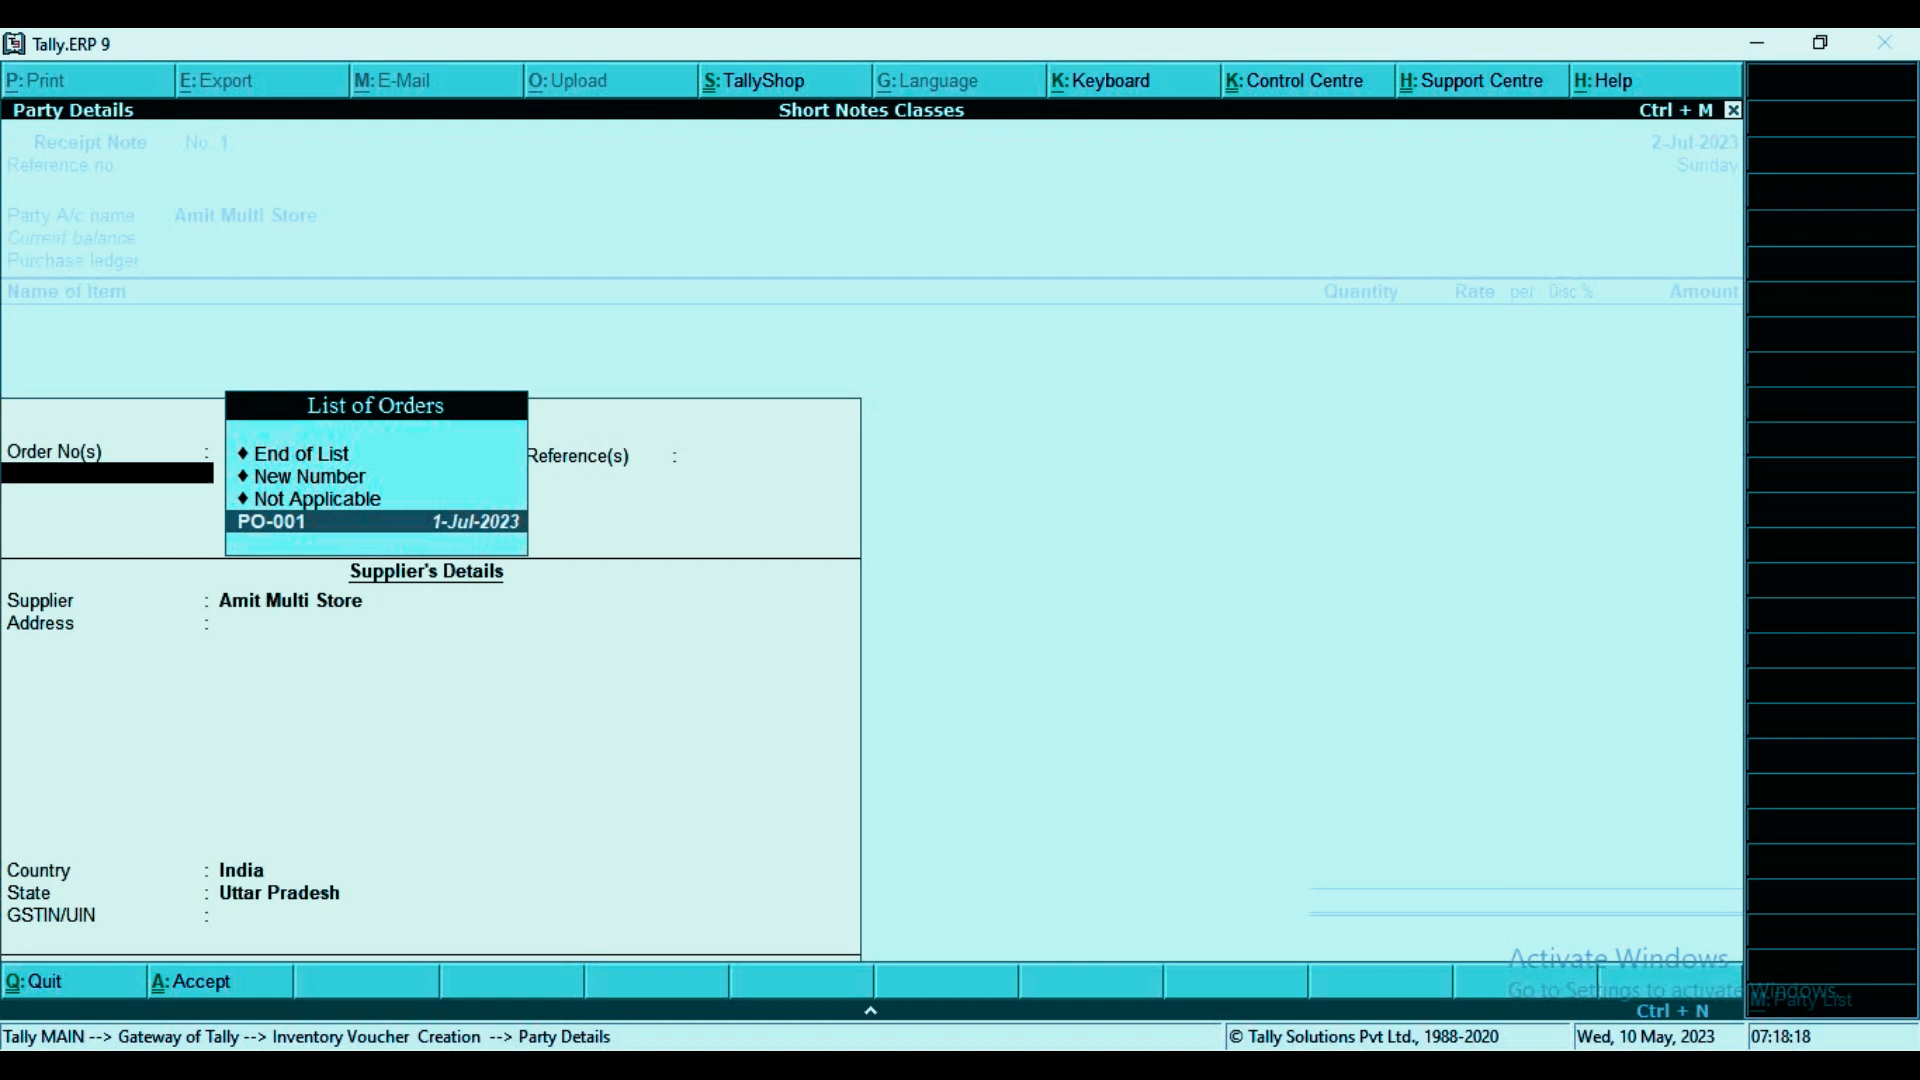 Tally.ERP 9
P: Print E: Export M: E-Mail O: Upload S: TallyShop G: Language K: Keyboard K: Control Centre H: Support Centre H: Help
Party Details Short Notes Classes Ctrl + M
Receipt Note No. 1 2-Jul-2023
Reference no Sunday
Party A/c name Amit Multi Store
Current balance
Purchase ledger
Name of Item Quantity Rate per Disc % Amount
List of Orders
Order No(s) : ♦ End of List Reference(s) :
♦ New Number
♦ Not Applicable
PO-001 1-Jul-2023
Supplier's Details
Supplier : Amit Multi Store
Address :
Country : India
State : Uttar Pradesh
GSTIN/UIN :
Activate Windows
Q: Quit A: Accept
Go to Settings to activate Windows.
M: Party List
Ctrl + N
Tally MAIN --> Gateway of Tally --> Inventory Voucher Creation --> Party Details © Tally Solutions Pvt Ltd., 1988-2020 Wed, 10 May, 2023 07:18:18